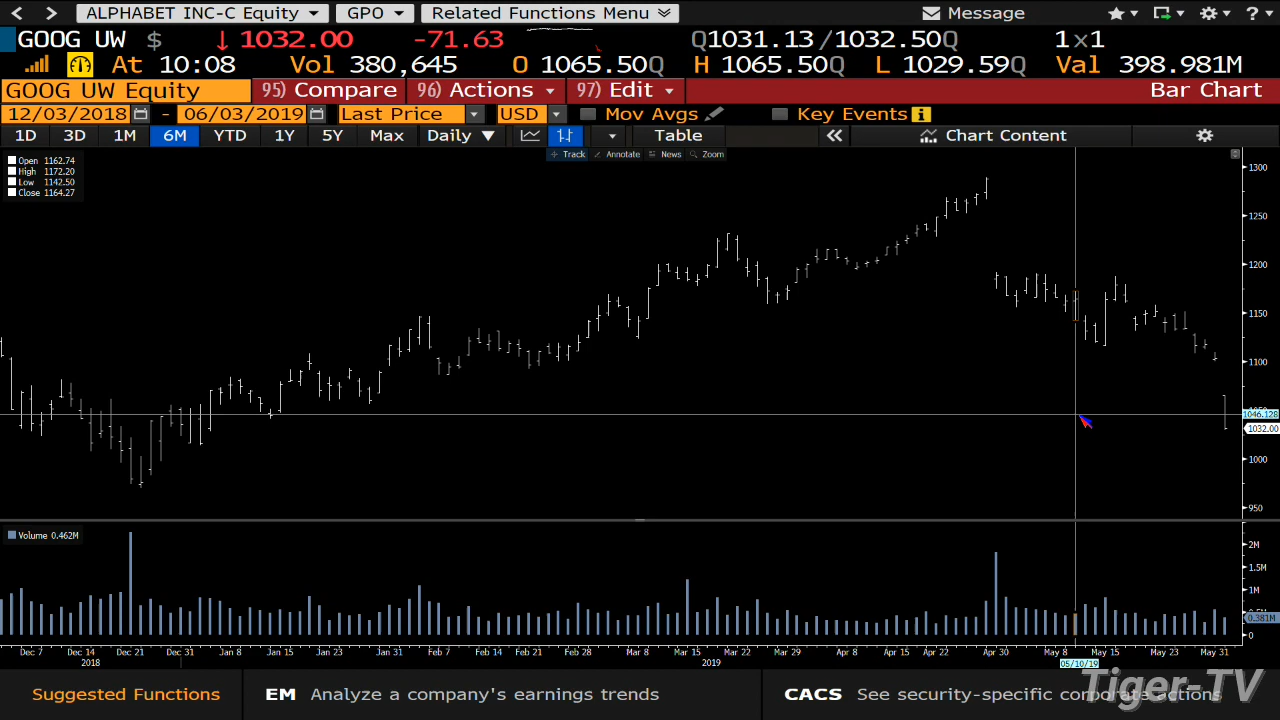 ALPHABET INC-C Equity GPO Related Functions Menu Message ?
GOOG UW $ ↓ 1032.00 -71.63 Q1031.13/1032.50Q 1×1
At 10:08 Vol 380,645 O 1065.50Q H 1065.50Q L 1029.59Q Val 398.981M
GOOG UW Equity 95) Compare 96) Actions 97) Edit Bar Chart
12/03/2018 - 06/03/2019 Last Price USD Mov Avgs Key Events i
1D 3D 1M 6M YTD 1Y 5Y Max Daily ▼ Table « Chart Content
Track Annotate News Zoom
Open 1162.74
High 1172.20
Low 1142.50
Close 1164.27
1300
1250
1200
1150
1100
1046.128
1032.00
1000
950
Volume 0.462M
2M
1.5M
1M
0.381M
0
Dec 7 Dec 14 Dec 21 Dec 31 Jan 8 Jan 15 Jan 23 Jan 31 Feb 7 Feb 14 Feb 21 Feb 28 Mar 8 Mar 15 Mar 22 Mar 29 Apr 8 Apr 15 Apr 22 Apr 30 May 8 May 15 May 23 May 31
2018 2019 05/10/19
Suggested Functions EM Analyze a company's earnings trends CACS See security-specific corporate actions
Tiger-TV